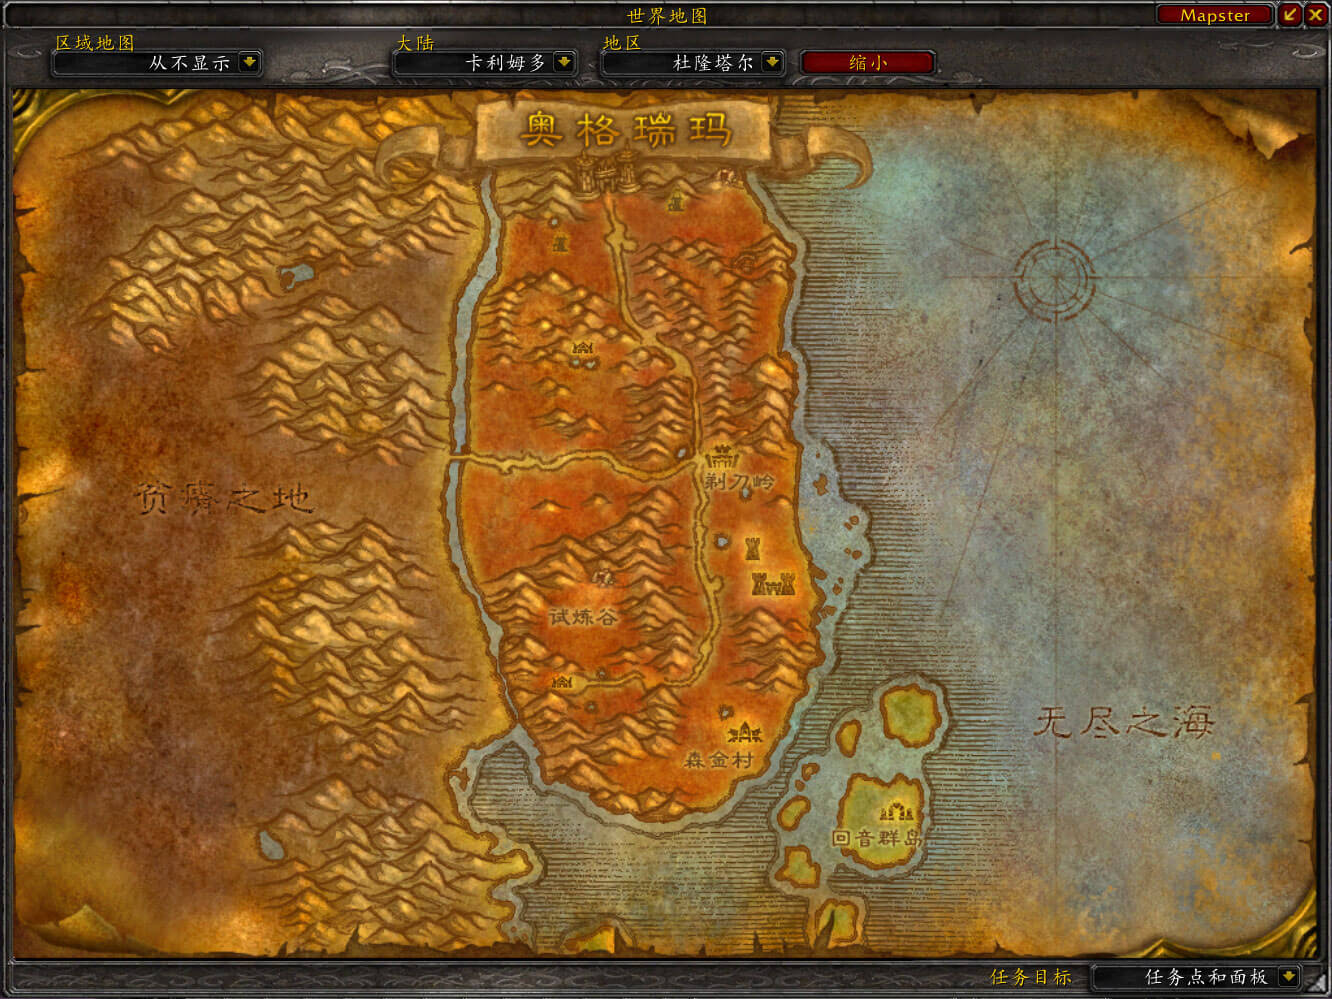 世界地图
Mapster
区域地图
大陆
地区
从不显示
卡利姆多
杜隆塔尔
缩小
奥格瑞玛
剃刀岭
贫瘠之地
试炼谷
无尽之海
森金村
回音群岛
任务目标
任务点和面板